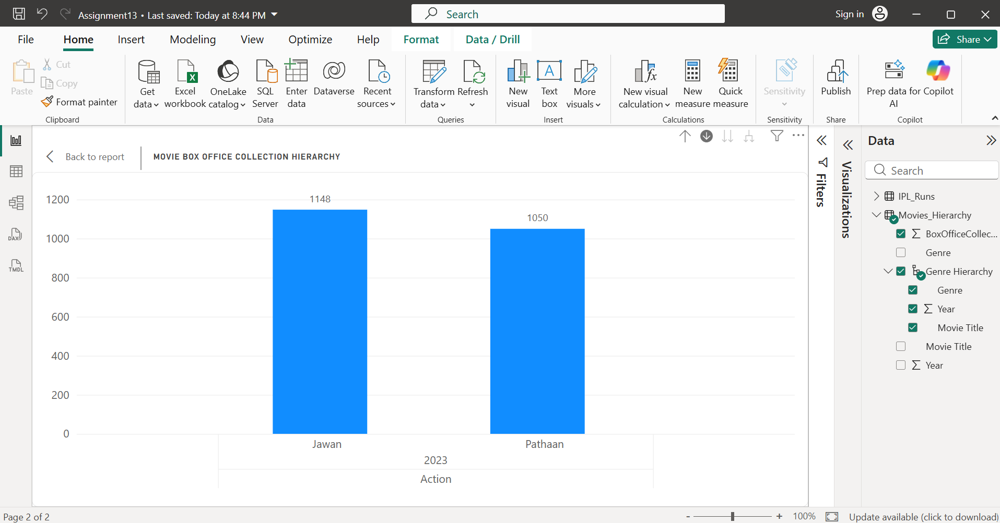 Assignment13 • Last saved: Today at 8:44 PM
Search
Sign in
File Home Insert Modeling View Optimize Help Format Data / Drill
Share
Paste
Cut
Copy
Format painter
Clipboard
Get data
Excel workbook
OneLake catalog
SQL Server
Enter data
Dataverse
Recent sources
Data
Transform data
Refresh
Queries
New visual
Text box
More visuals
Insert
New visual calculation
New measure
Quick measure
Calculations
Sensitivity
Sensitivity
Publish
Share
Prep data for AI
Copilot
Copilot
DAX
TMDL
Back to report
MOVIE BOX OFFICE COLLECTION HIERARCHY
1200
1000
800
600
400
200
0
1148
1050
Jawan
Pathaan
2023
Action
Filters
Visualizations
Data
Search
IPL_Runs
Movies_Hierarchy
BoxOfficeCollec...
Genre
Genre Hierarchy
Genre
Year
Movie Title
Movie Title
Year
Page 2 of 2
- + 100%
Update available (click to download)